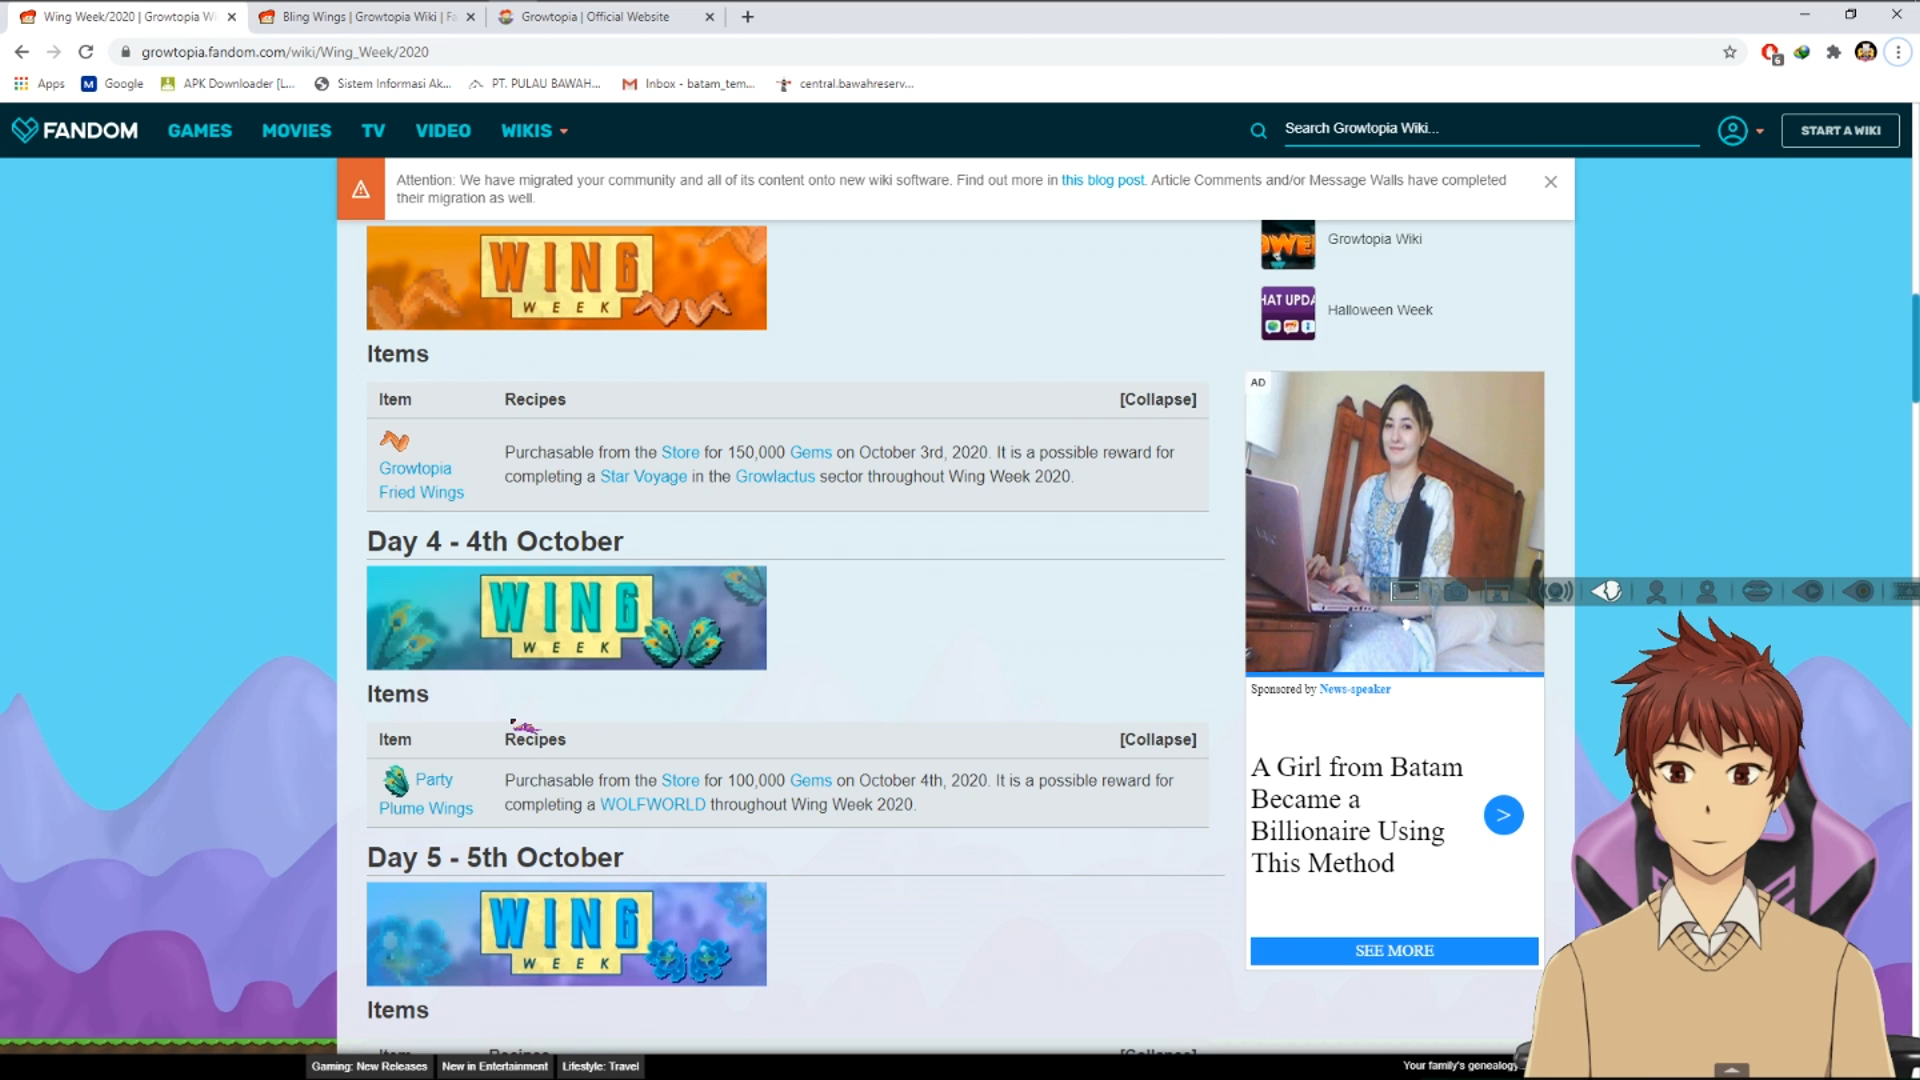 Wing Week/2020 | Growtopia Wi
Bling Wings | Growtopia Wiki | Fa
Growtopia | Official Website
growtopia.fandom.com/wiki/Wing_Week/2020
6
Apps
M Google
APK Downloader [L...
Sistem Informasi Ak...
PT. PULAU BAWAH...
Inbox - batam_tem...
central.bawahreserv...
FANDOM
GAMES
MOVIES
TV
VIDEO
WIKIS
Search Growtopia Wiki...
START A WIKI
Attention: We have migrated your community and all of its content onto new wiki software. Find out more in this blog post. Article Comments and/or Message Walls have completed
their migration as well.
WING
WEEK
Growtopia Wiki
HAT UPDA
Halloween Week
Items
Item
Recipes
[Collapse]
Growtopia
Fried Wings
Purchasable from the Store for 150,000 Gems on October 3rd, 2020. It is a possible reward for
completing a Star Voyage in the Growlactus sector throughout Wing Week 2020.
Day 4 - 4th October
WING
WEEK
Items
Item
Recipes
[Collapse]
Party
Plume Wings
Purchasable from the Store for 100,000 Gems on October 4th, 2020. It is a possible reward for
completing a WOLFWORLD throughout Wing Week 2020.
Day 5 - 5th October
WING
WEEK
Items
[Collapse]
AD
Sponsored by News-speaker
A Girl from Batam
Became a
Billionaire Using
This Method
>
SEE MORE
Gaming: New Releases
New in Entertainment
Lifestyle: Travel
Your family's genealogy